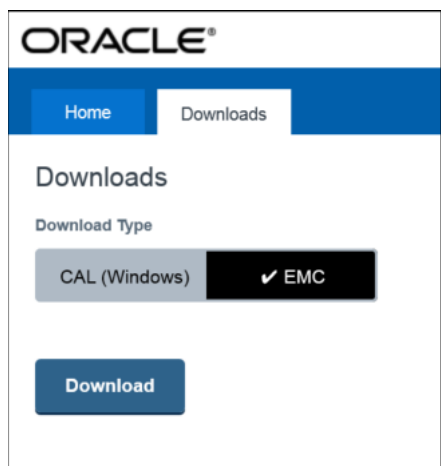 ORACLE®
Home Downloads
Downloads
Download Type
CAL (Windows) ✔ EMC
Download